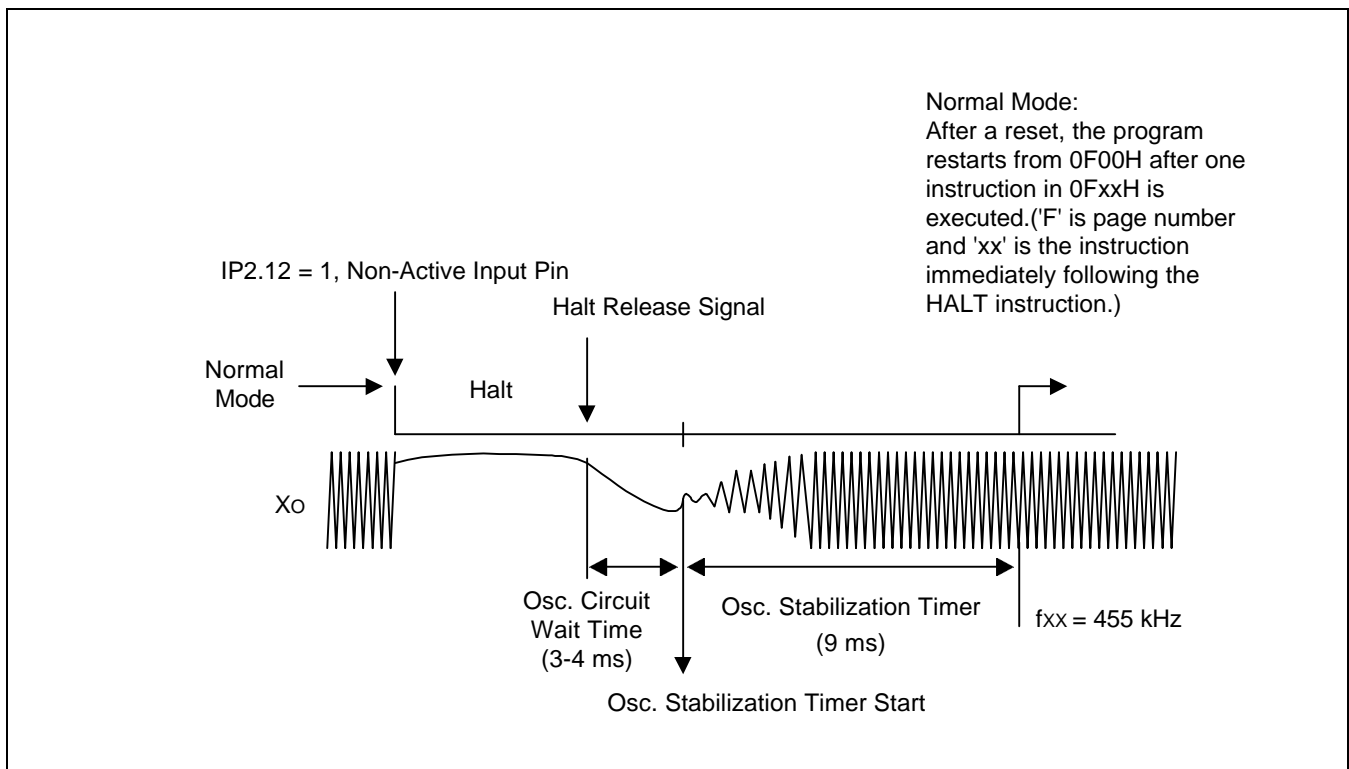 Normal Mode:
After a reset, the program
restarts from 0F00H after one
instruction in 0FxxH is
executed.('F' is page number
and 'xx' is the instruction
immediately following the
HALT instruction.)
IP2.12 = 1, Non-Active Input Pin
Halt Release Signal
Normal
Mode
Halt
XO
Osc. Circuit
Wait Time
(3-4 ms)
Osc. Stabilization Timer
(9 ms)
fXX = 455 kHz
Osc. Stabilization Timer Start